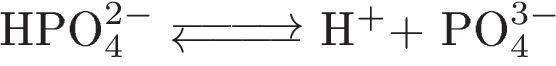 HPO₄²⁻ ⇌ H⁺ + PO₄³⁻